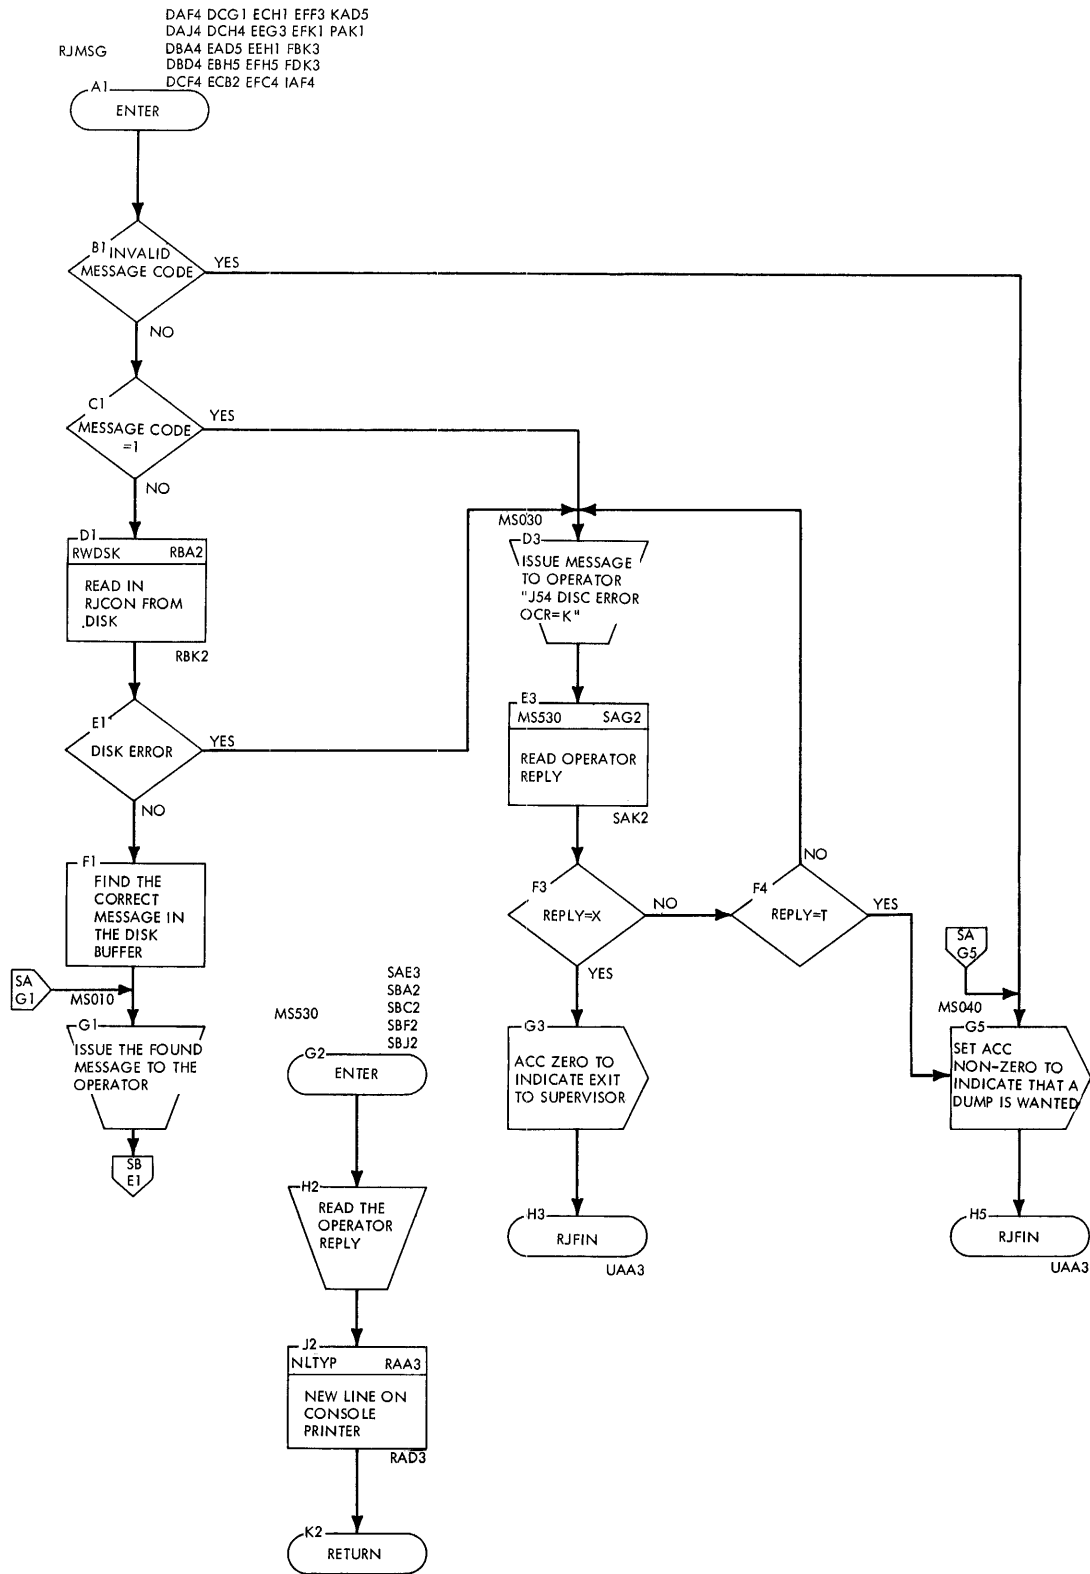 DAF4 DCG1 ECH1 EFF3 KAD5
DAJ4 DCH4 EEG3 EFK1 PAK1
RJMSG
DBA4 EAD5 EEH1 FBK3
DBD4 EBH5 EFH5 FDK3
DCF4 ECB2 EFC4 IAF4
A1
ENTER
B1 INVALID
MESSAGE CODE
YES
NO
C1
MESSAGE CODE
=1
YES
NO
D1
RWDSK RBA2
READ IN
RJCON FROM
DISK
RBK2
E1
DISK ERROR
YES
NO
F1
FIND THE
CORRECT
MESSAGE IN
THE DISK
BUFFER
SA
G1
MS010
G1
ISSUE THE FOUND
MESSAGE TO THE
OPERATOR
SB
E1
MS530
SAE3
SBA2
SBC2
SBF2
SBJ2
G2
ENTER
H2
READ THE
OPERATOR
REPLY
J2
NLTYP RAA3
NEW LINE ON
CONSOLE
PRINTER
RAD3
K2
RETURN
MS030
D3
ISSUE MESSAGE
TO OPERATOR
"J54 DISC ERROR
OCR=K"
E3
MS530 SAG2
READ OPERATOR
REPLY
SAK2
F3
REPLY=X
NO
YES
F4
REPLY=T
NO
YES
G3
ACC ZERO TO
INDICATE EXIT
TO SUPERVISOR
H3
RJFIN
UAA3
SA
G5
MS040
G5
SET ACC
NON-ZERO TO
INDICATE THAT A
DUMP IS WANTED
H5
RJFIN
UAA3